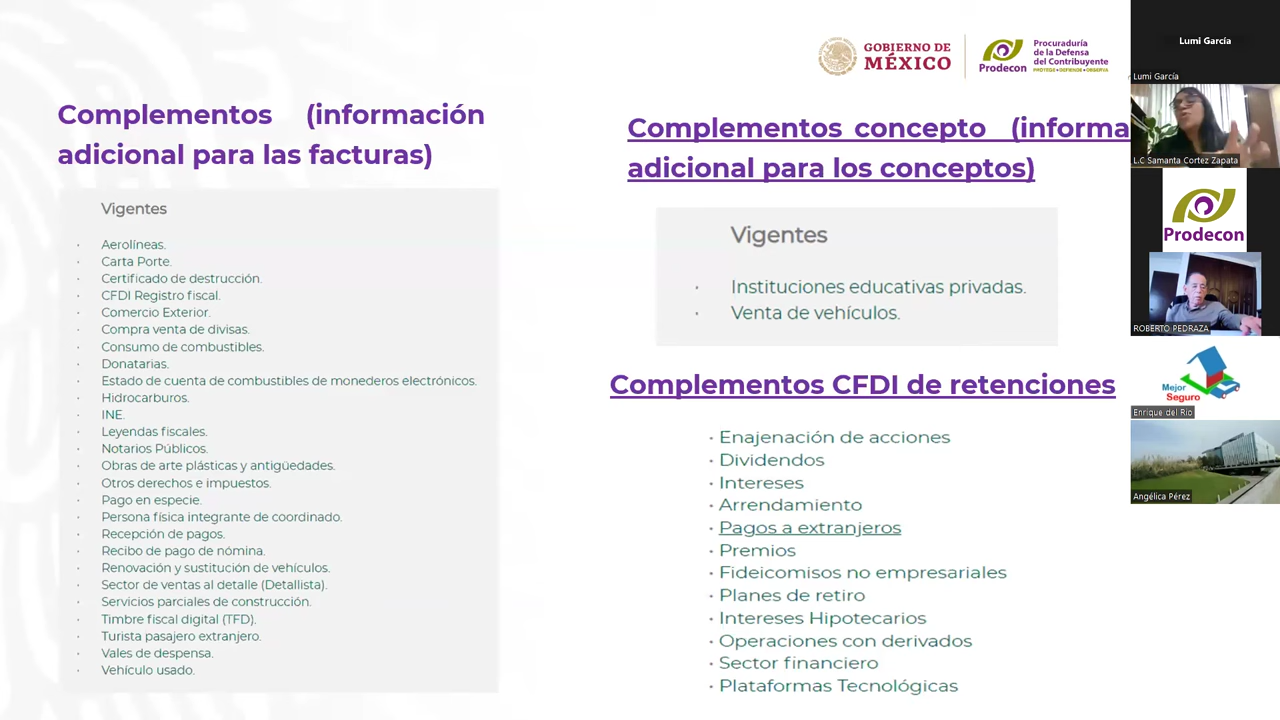 GOBIERNO DE
MÉXICO
Prodecon
Procuraduría
de la Defensa
del Contribuyente
PROTEGE • DEFIENDE • OBSERVA
Complementos (información
adicional para las facturas)
Vigentes
· Aerolíneas.
· Carta Porte.
· Certificado de destrucción.
· CFDI Registro fiscal.
· Comercio Exterior.
· Compra venta de divisas.
· Consumo de combustibles.
· Donatarias.
· Estado de cuenta de combustibles de monederos electrónicos.
· Hidrocarburos.
· INE.
· Leyendas fiscales.
· Notarios Públicos.
· Obras de arte plásticas y antigüedades.
· Otros derechos e impuestos.
· Pago en especie.
· Persona física integrante de coordinado.
· Recepción de pagos.
· Recibo de pago de nómina.
· Renovación y sustitución de vehículos.
· Sector de ventas al detalle (Detallista).
· Servicios parciales de construcción.
· Timbre fiscal digital (TFD).
· Turista pasajero extranjero.
· Vales de despensa.
· Vehículo usado.
Complementos concepto (informa
adicional para los conceptos)
Vigentes
· Instituciones educativas privadas.
· Venta de vehículos.
Complementos CFDI de retenciones
· Enajenación de acciones
· Dividendos
· Intereses
· Arrendamiento
· Pagos a extranjeros
· Premios
· Fideicomisos no empresariales
· Planes de retiro
· Intereses Hipotecarios
· Operaciones con derivados
· Sector financiero
· Plataformas Tecnológicas
Lumi García
Lumi García
L.C Samanta Cortez Zapata
Prodecon
ROBERTO PEDRAZA
Mejor
Seguro
Enrique del Río
Angélica Pérez